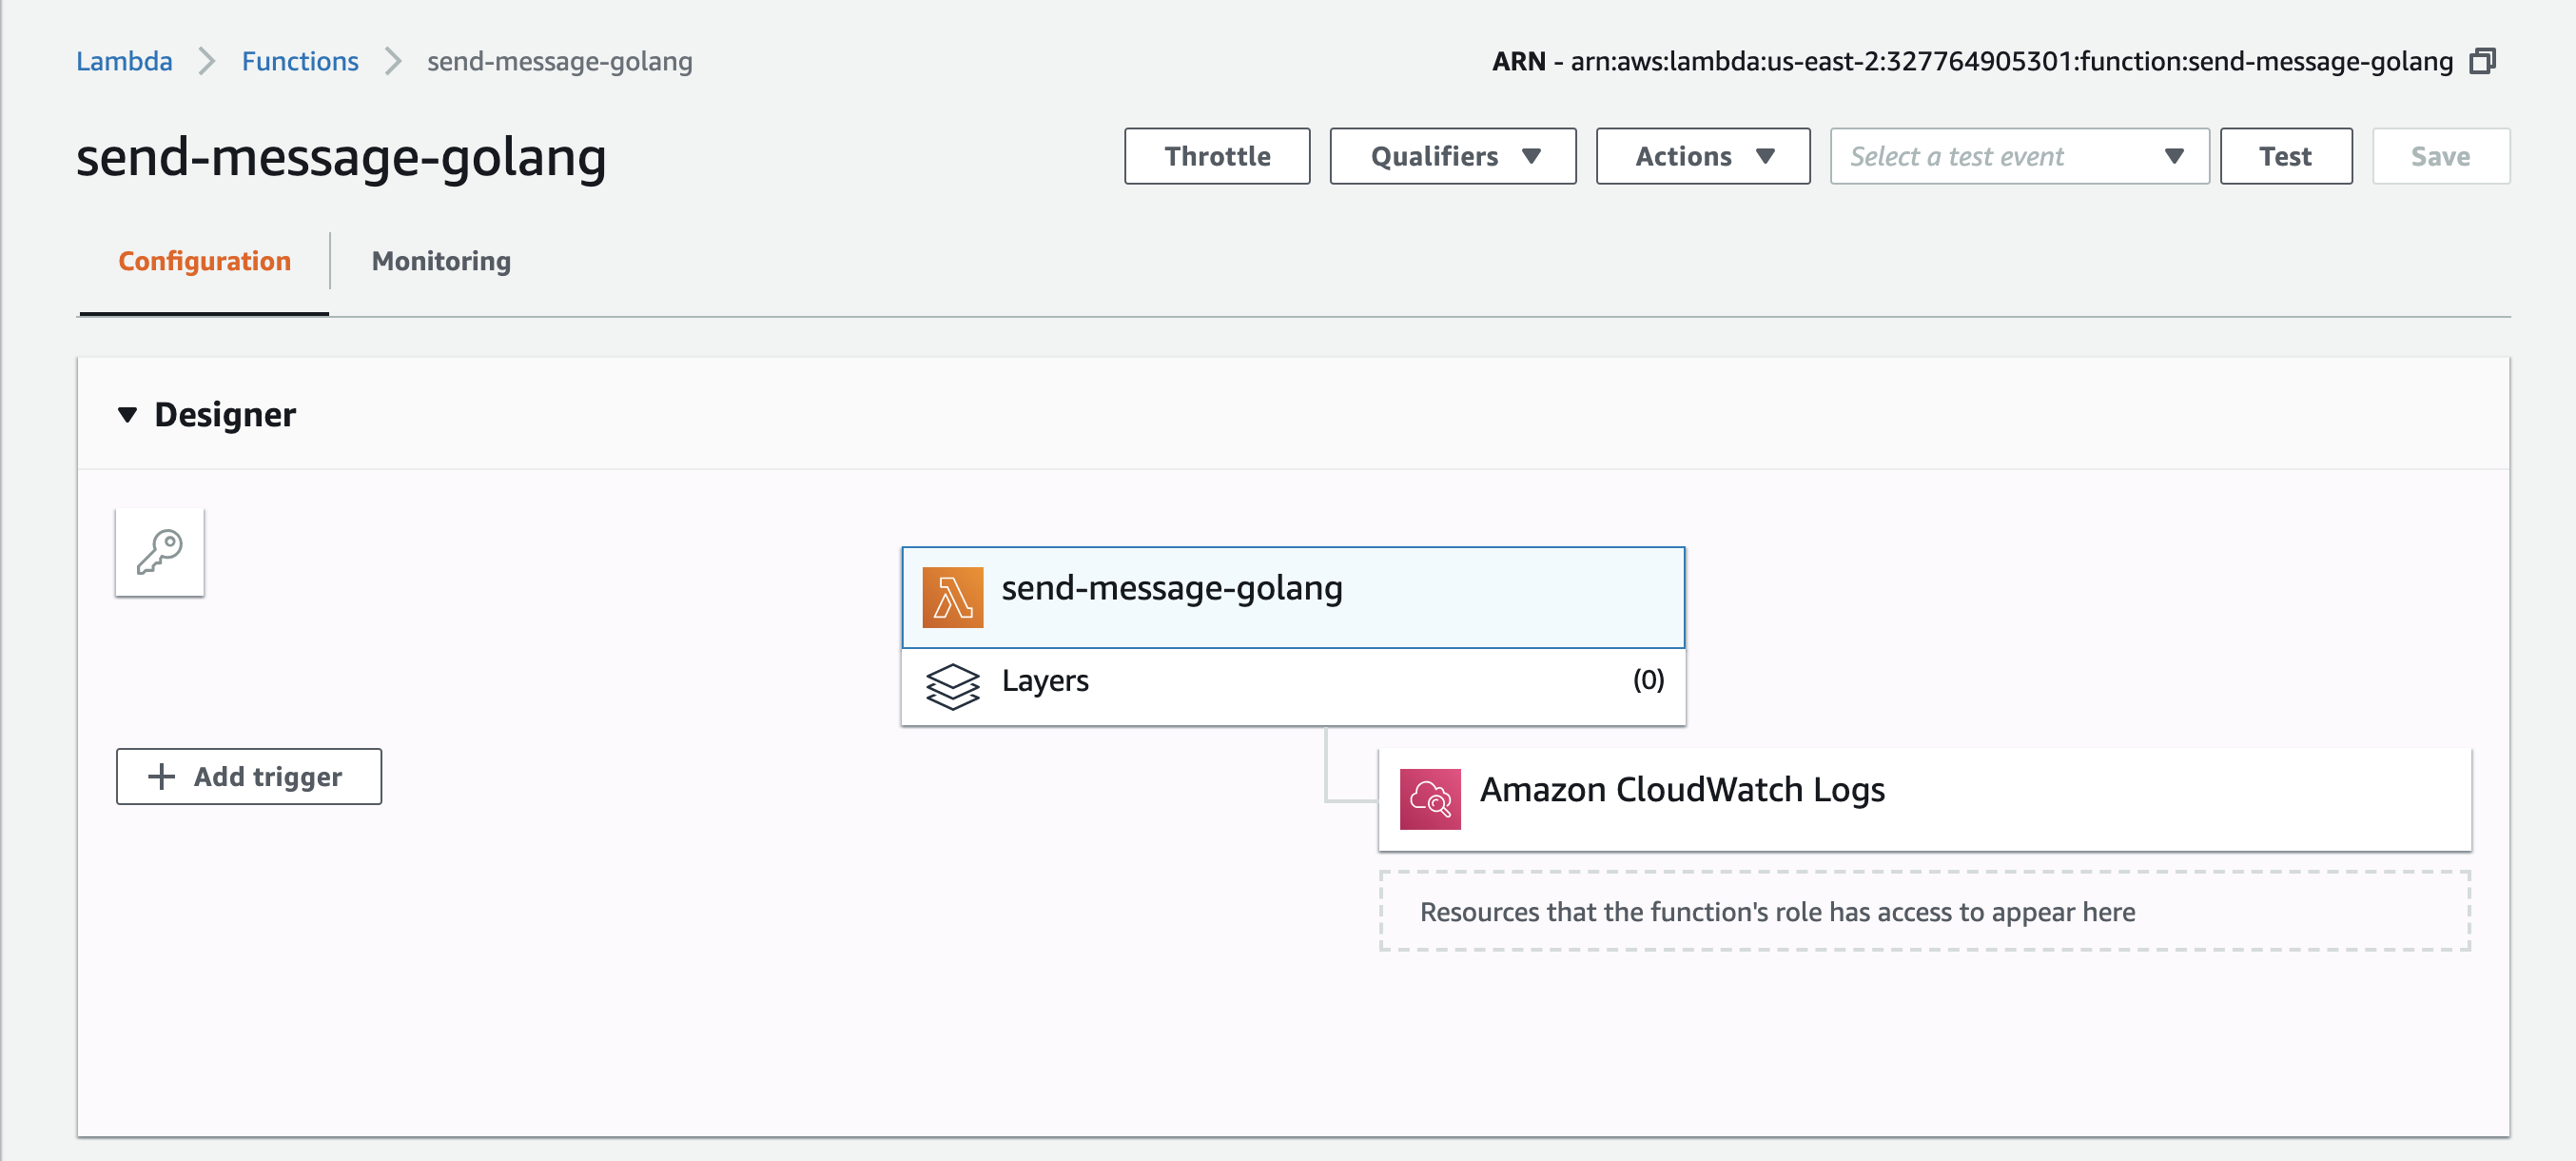 Lambda > Functions > send-message-golang
ARN - arn:aws:lambda:us-east-2:327764905301:function:send-message-golang
send-message-golang
Throttle
Qualifiers
Actions
Select a test event
Test
Save
Configuration
Monitoring
Designer
send-message-golang
Layers (0)
Add trigger
Amazon CloudWatch Logs
Resources that the function's role has access to appear here